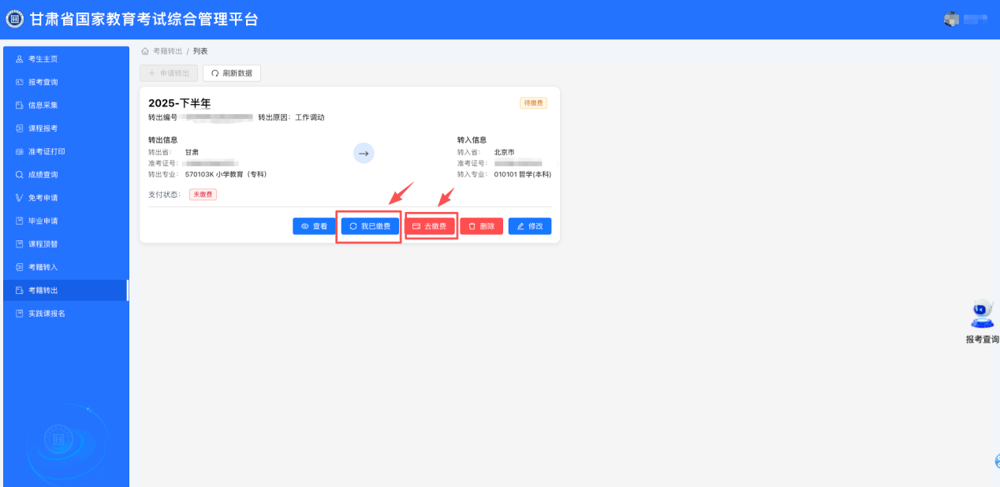 甘肃省国家教育考试综合管理平台
考生主页
报考查询
信息采集
课程报考
准考证打印
成绩查询
免考申请
毕业申请
课程顶替
考籍转入
考籍转出
实践课报名
考籍转出 / 列表
申请转出 刷新数据
2025-下半年 待缴费
转出编号 转出原因: 工作调动
转出信息
转出省: 甘肃
准考证号:
转出专业: 570103K 小学教育（专科）
→
转入信息
转入省: 北京市
准考证号:
转入专业: 010101 哲学(本科)
支付状态: 未缴费
查看 我已缴费 去缴费 删除 修改
报考查询